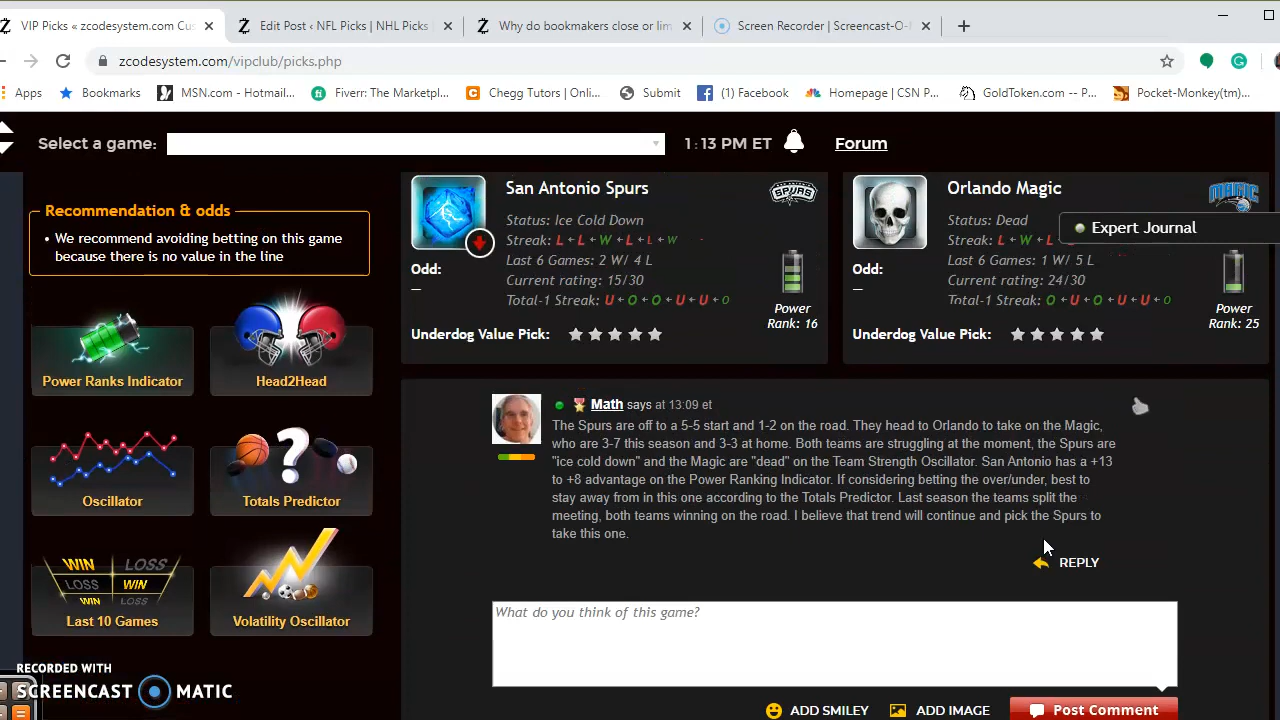 VIP Picks « zcodesystem.com Cus
Edit Post ‹ NFL Picks | NHL Picks
Why do bookmakers close or lim
Screen Recorder | Screencast-O-M
zcodesystem.com/vipclub/picks.php
Apps
Bookmarks
MSN.com - Hotmail...
Fiverr: The Marketpl...
Chegg Tutors | Onli...
Submit
(1) Facebook
Homepage | CSN P...
GoldToken.com -- P...
Pocket-Monkey(tm)...
Select a game:
1:13 PM ET
Forum
Recommendation & odds
• We recommend avoiding betting on this game
because there is no value in the line
Power Ranks Indicator
Head2Head
Oscillator
Totals Predictor
WIN LOSS
LOSS WIN
WIN LOSS
Last 10 Games
Volatility Oscillator
San Antonio Spurs
SPURS
Status: Ice Cold Down
Streak: L ← L ← W ← L ← L ← W
Last 6 Games: 2 W/ 4 L
Odd:
Current rating: 15/30
Total-1 Streak: U ← O ← O ← U ← U ← O
Power
Rank: 16
Underdog Value Pick:
Orlando Magic
MAGIC
Status: Dead
Expert Journal
Streak: L ← W ← L
Last 6 Games: 1 W/ 5 L
Odd:
Current rating: 24/30
Total-1 Streak: O ← U ← O ← U ← U ← O
Power
Rank: 25
Underdog Value Pick:
Math says at 13:09 et
The Spurs are off to a 5-5 start and 1-2 on the road. They head to Orlando to take on the Magic,
who are 3-7 this season and 3-3 at home. Both teams are struggling at the moment, the Spurs are
"ice cold down" and the Magic are "dead" on the Team Strength Oscillator. San Antonio has a +13
to +8 advantage on the Power Ranking Indicator. If considering betting the over/under, best to
stay away from in this one according to the Totals Predictor. Last season the teams split the
meeting, both teams winning on the road. I believe that trend will continue and pick the Spurs to
take this one.
REPLY
What do you think of this game?
ADD SMILEY
ADD IMAGE
Post Comment
RECORDED WITH
SCREENCAST MATIC